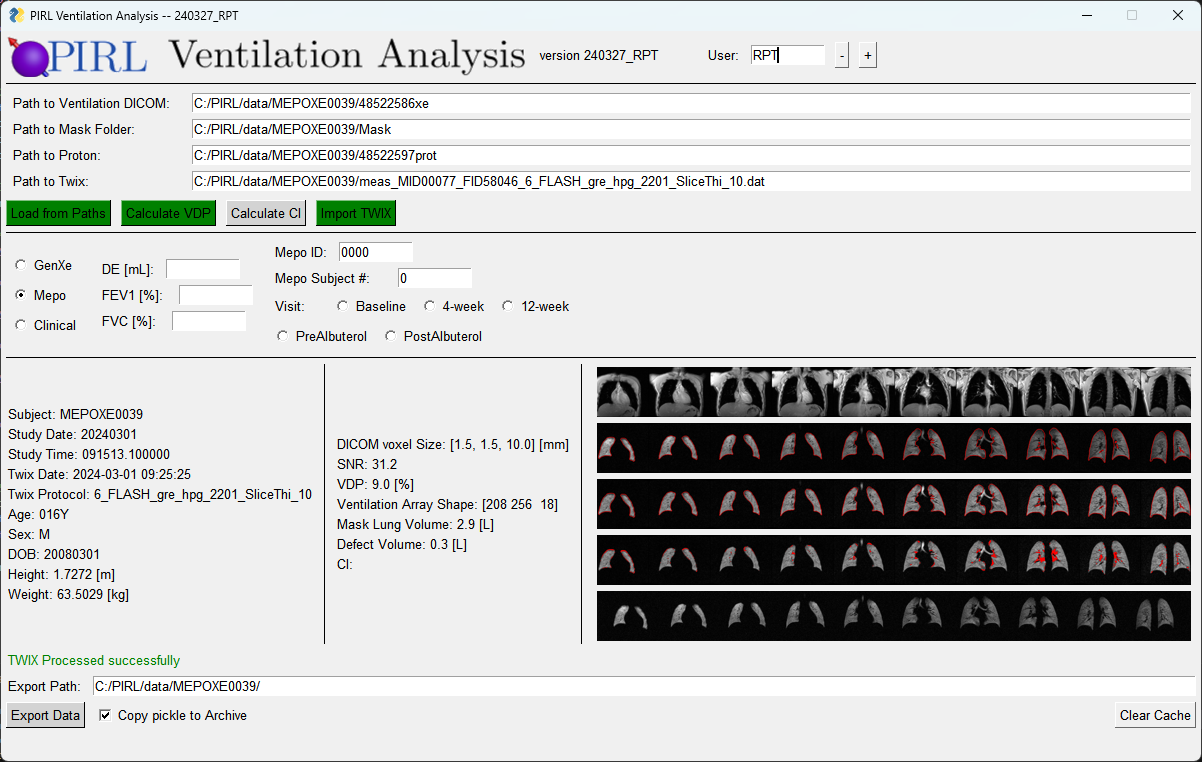 PIRL Ventilation Analysis -- 240327_RPT
PIRL Ventilation Analysis version 240327_RPT User: RPT - +
Path to Ventilation DICOM: C:/PIRL/data/MEPOXE0039/48522586xe
Path to Mask Folder: C:/PIRL/data/MEPOXE0039/Mask
Path to Proton: C:/PIRL/data/MEPOXE0039/48522597prot
Path to Twix: C:/PIRL/data/MEPOXE0039/meas_MID00077_FID58046_6_FLASH_gre_hpg_2201_SliceThi_10.dat
Load from Paths Calculate VDP Calculate CI Import TWIX
GenXe
Mepo
Clinical
DE [mL]:
FEV1 [%]:
FVC [%]:
Mepo ID: 0000
Mepo Subject #: 0
Visit: Baseline 4-week 12-week
PreAlbuterol PostAlbuterol
Subject: MEPOXE0039
Study Date: 20240301
Study Time: 091513.100000
Twix Date: 2024-03-01 09:25:25
Twix Protocol: 6_FLASH_gre_hpg_2201_SliceThi_10
Age: 016Y
Sex: M
DOB: 20080301
Height: 1.7272 [m]
Weight: 63.5029 [kg]
DICOM voxel Size: [1.5, 1.5, 10.0] [mm]
SNR: 31.2
VDP: 9.0 [%]
Ventilation Array Shape: [208 256 18]
Mask Lung Volume: 2.9 [L]
Defect Volume: 0.3 [L]
CI:
TWIX Processed successfully
Export Path: C:/PIRL/data/MEPOXE0039/
Export Data Copy pickle to Archive Clear Cache